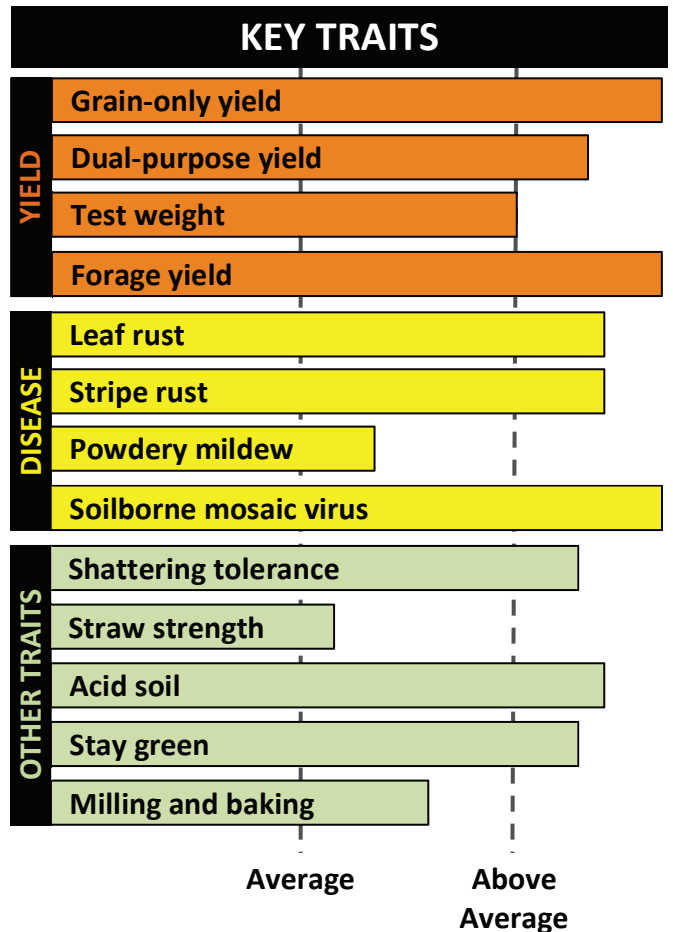 KEY TRAITS
YIELD
Grain-only yield
Dual-purpose yield
Test weight
Forage yield
DISEASE
Leaf rust
Stripe rust
Powdery mildew
Soilborne mosaic virus
OTHER TRAITS
Shattering tolerance
Straw strength
Acid soil
Stay green
Milling and baking
Average
Above
Average